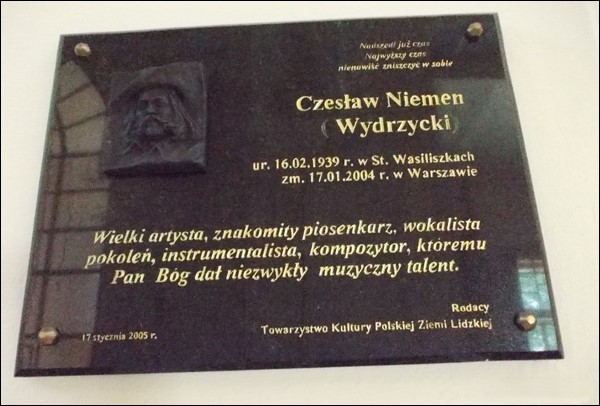 Nadszedł już czas
Najwyższy czas
nienawiść zniszczyć w sobie
Czesław Niemen
(Wydrzycki)
ur. 16.02.1939 r. w St. Wasiliszkach
zm. 17.01.2004 r. w Warszawie
Wielki artysta, znakomity piosenkarz, wokalista
pokoleń, instrumentalista, kompozytor, któremu
Pan Bóg dał niezwykły muzyczny talent.
Rodacy
17 stycznia 2005 r.
Towarzystwo Kultury Polskiej Ziemi Lidzkiej